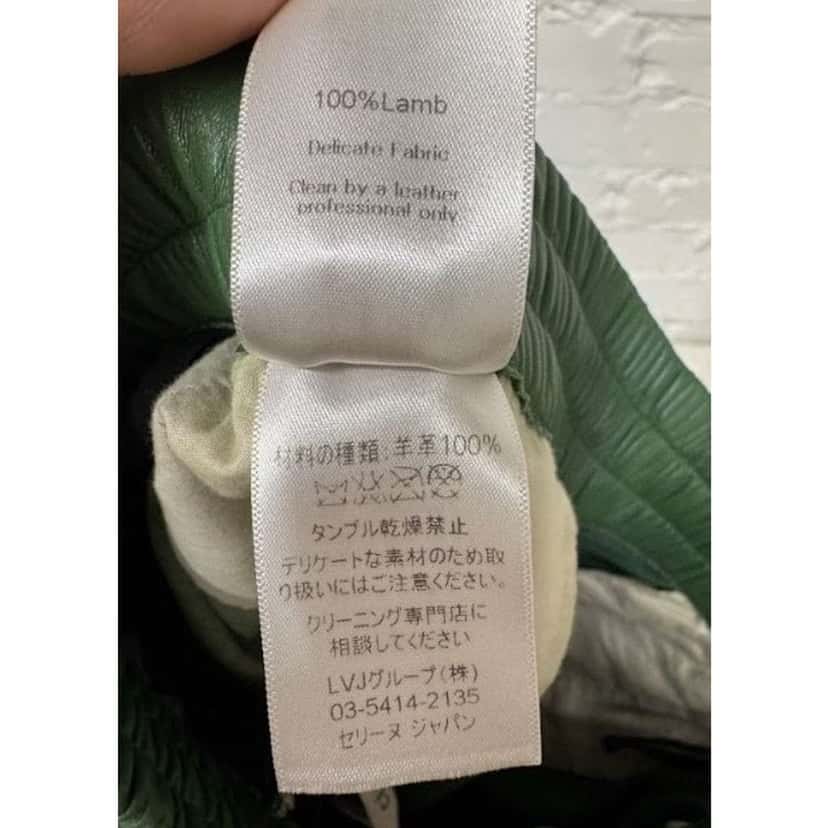 100%Lamb
Delicate Fabric
Clean by a leather
professional only
材料の種類:羊革100%
タンブル乾燥禁止
デリケートな素材のため取
り扱いにはご注意ください。
クリーニング専門店に
相談してください
LVJグループ(株)
03-5414-2135
セリーヌ ジャパン